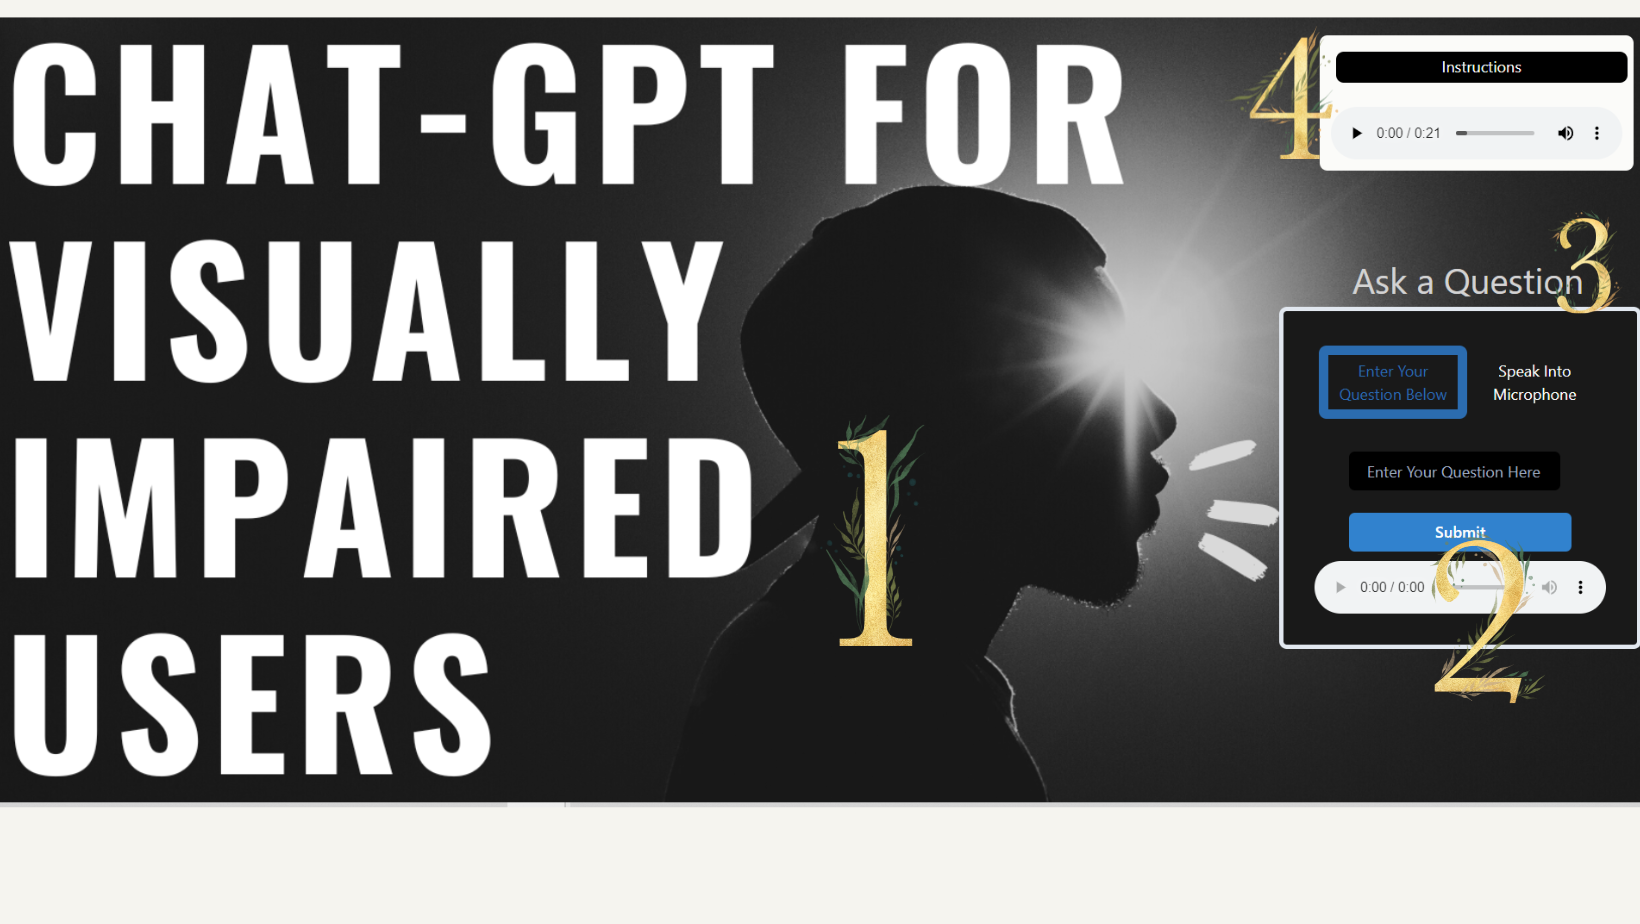 CHAT-GPT FOR
VISUALLY
IMPAIRED
USERS
1
4
Instructions
0:00 / 0:21
3
Ask a Question
Enter Your
Question Below
Speak Into
Microphone
Enter Your Question Here
Submit
0:00 / 0:00
2